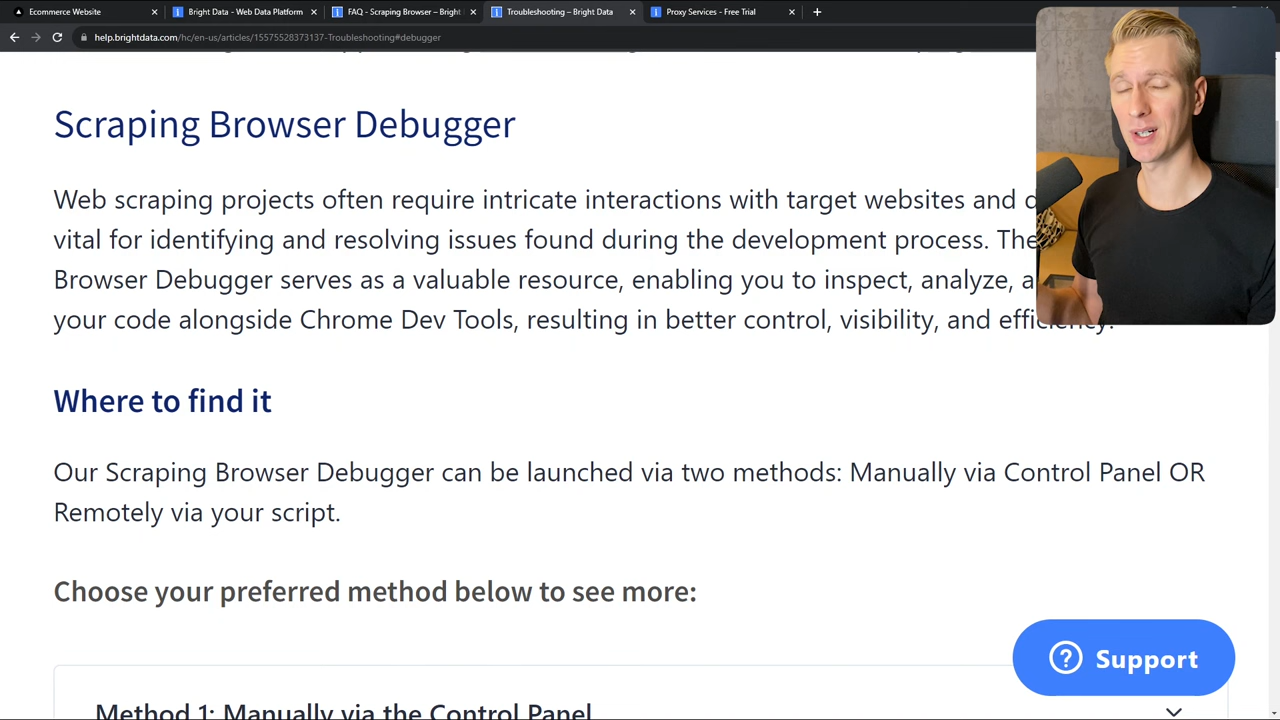 Ecommerce Website
Bright Data - Web Data Platform
FAQ - Scraping Browser – Bright
Troubleshooting – Bright Data
Proxy Services - Free Trial
help.brightdata.com/hc/en-us/articles/15575528373137-Troubleshooting#debugger
Scraping Browser Debugger
Web scraping projects often require intricate interactions with target websites and
vital for identifying and resolving issues found during the development process. The
Browser Debugger serves as a valuable resource, enabling you to inspect, analyze,
your code alongside Chrome Dev Tools, resulting in better control, visibility, and efficiency.
Where to find it
Our Scraping Browser Debugger can be launched via two methods: Manually via Control Panel OR
Remotely via your script.
Choose your preferred method below to see more:
Support
Method 1: Manually via the Control Panel